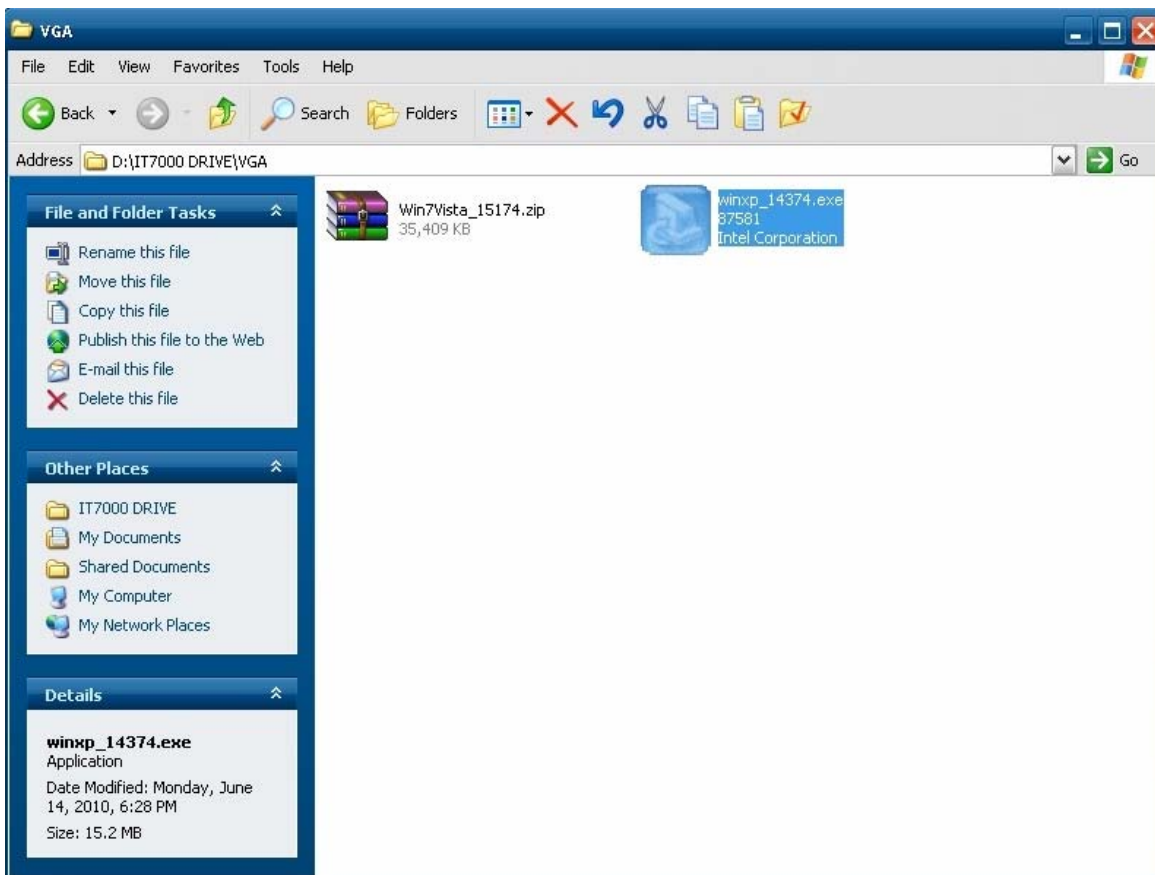 VGA
File Edit View Favorites Tools Help
Back Search Folders
Address D:\IT7000 DRIVE\VGA Go
File and Folder Tasks
Rename this file
Move this file
Copy this file
Publish this file to the Web
E-mail this file
Delete this file
Other Places
IT7000 DRIVE
My Documents
Shared Documents
My Computer
My Network Places
Details
winxp_14374.exe
Application
Date Modified: Monday, June
14, 2010, 6:28 PM
Size: 15.2 MB
Win7Vista_15174.zip
35,409 KB
winxp_14374.exe
87581
Intel Corporation